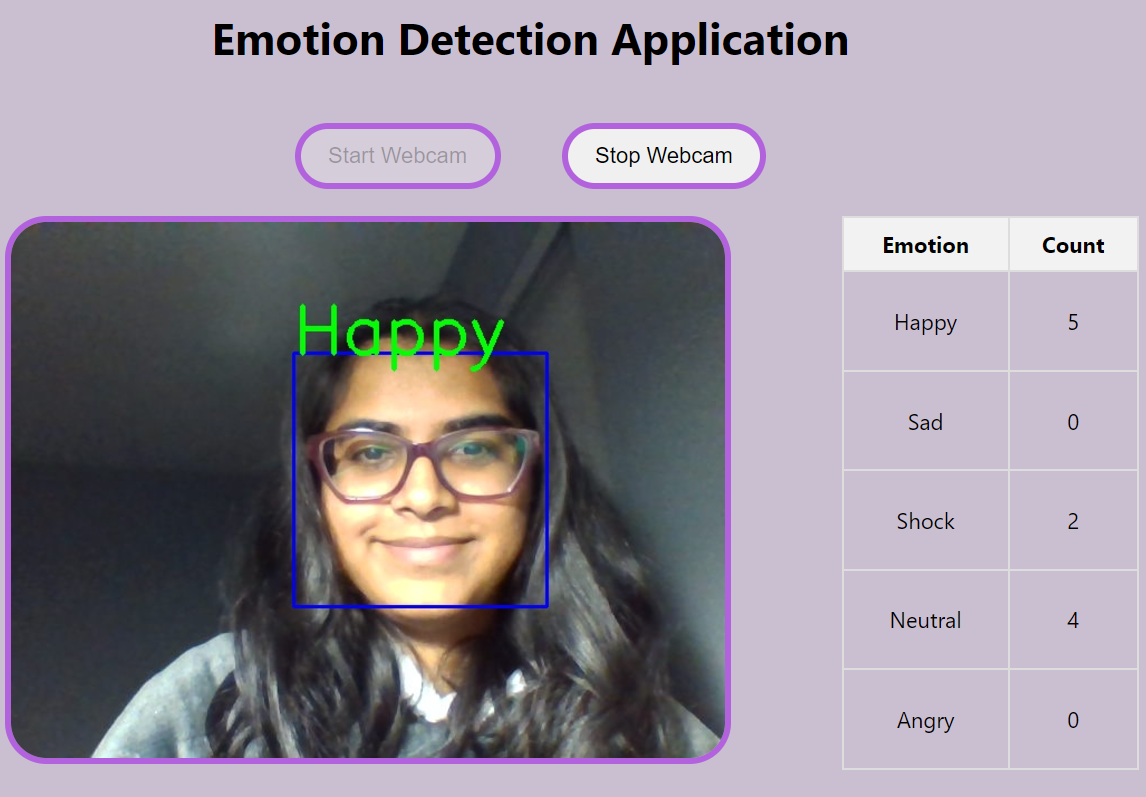 Emotion Detection Application
Start Webcam Stop Webcam
Happy
Emotion Count
Happy 5
Sad 0
Shock 2
Neutral 4
Angry 0